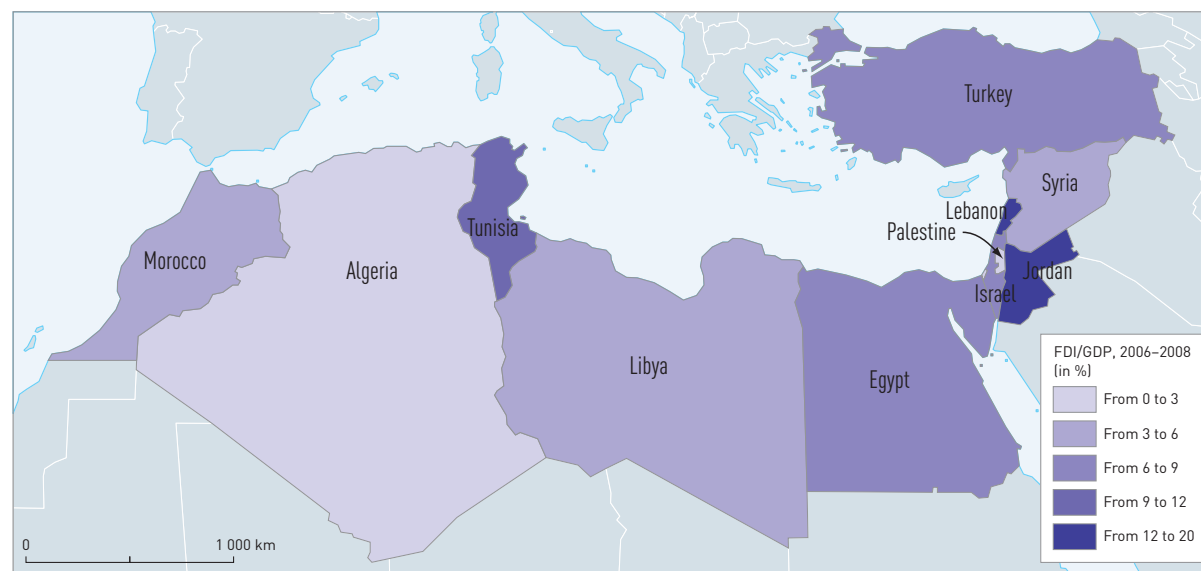 Turkey
Syria
Lebanon
Palestine
Tunisia
Morocco
Algeria
Jordan
Israel
Libya
Egypt
FDI/GDP, 2006–2008
(in %)
From 0 to 3
From 3 to 6
From 6 to 9
From 9 to 12
From 12 to 20
0 1 000 km